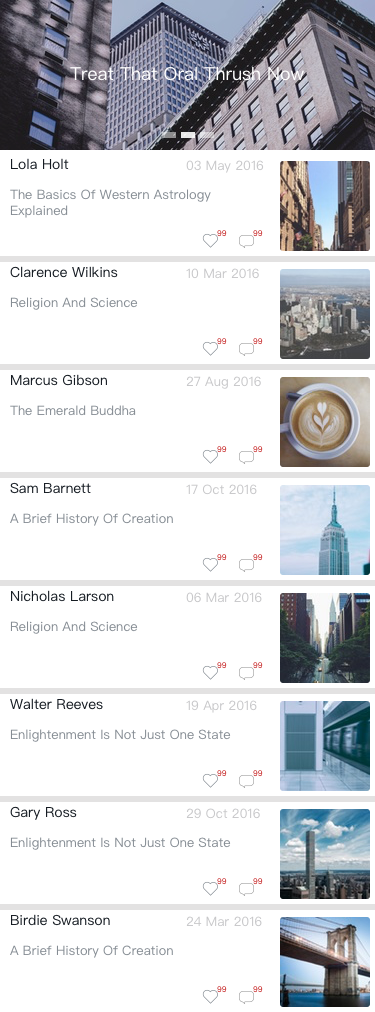 Treat That Oral Thrush Now
Lola Holt
03 May 2016
The Basics Of Western Astrology
Explained
99
99
Clarence Wilkins
10 Mar 2016
Religion And Science
99
99
Marcus Gibson
27 Aug 2016
The Emerald Buddha
99
99
Sam Barnett
17 Oct 2016
A Brief History Of Creation
99
99
Nicholas Larson
06 Mar 2016
Religion And Science
99
99
Walter Reeves
19 Apr 2016
Enlightenment Is Not Just One State
99
99
Gary Ross
29 Oct 2016
Enlightenment Is Not Just One State
99
99
Birdie Swanson
24 Mar 2016
A Brief History Of Creation
99
99